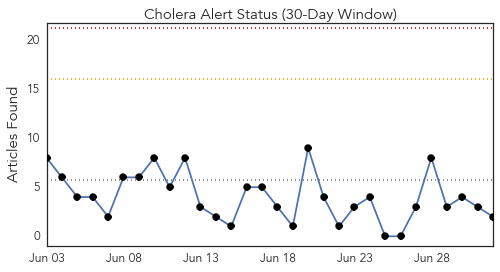 Cholera Alert Status (30-Day Window)
20
15
10
5
0
Articles Found
Jun 03
Jun 08
Jun 13
Jun 18
Jun 23
Jun 28